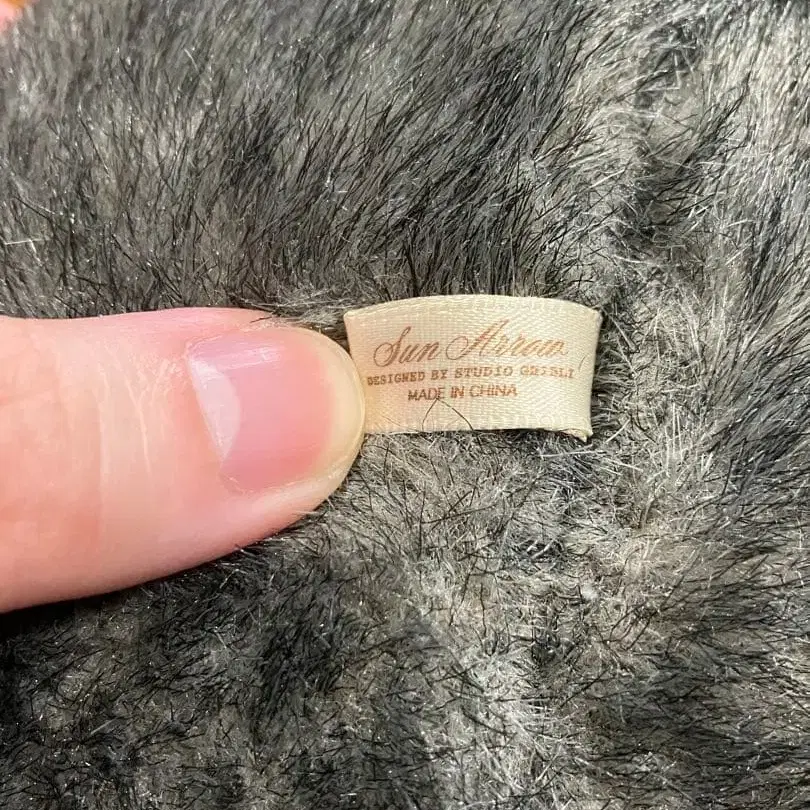 Sun Arrow
DESIGNED BY STUDIO GHIBLI
MADE IN CHINA